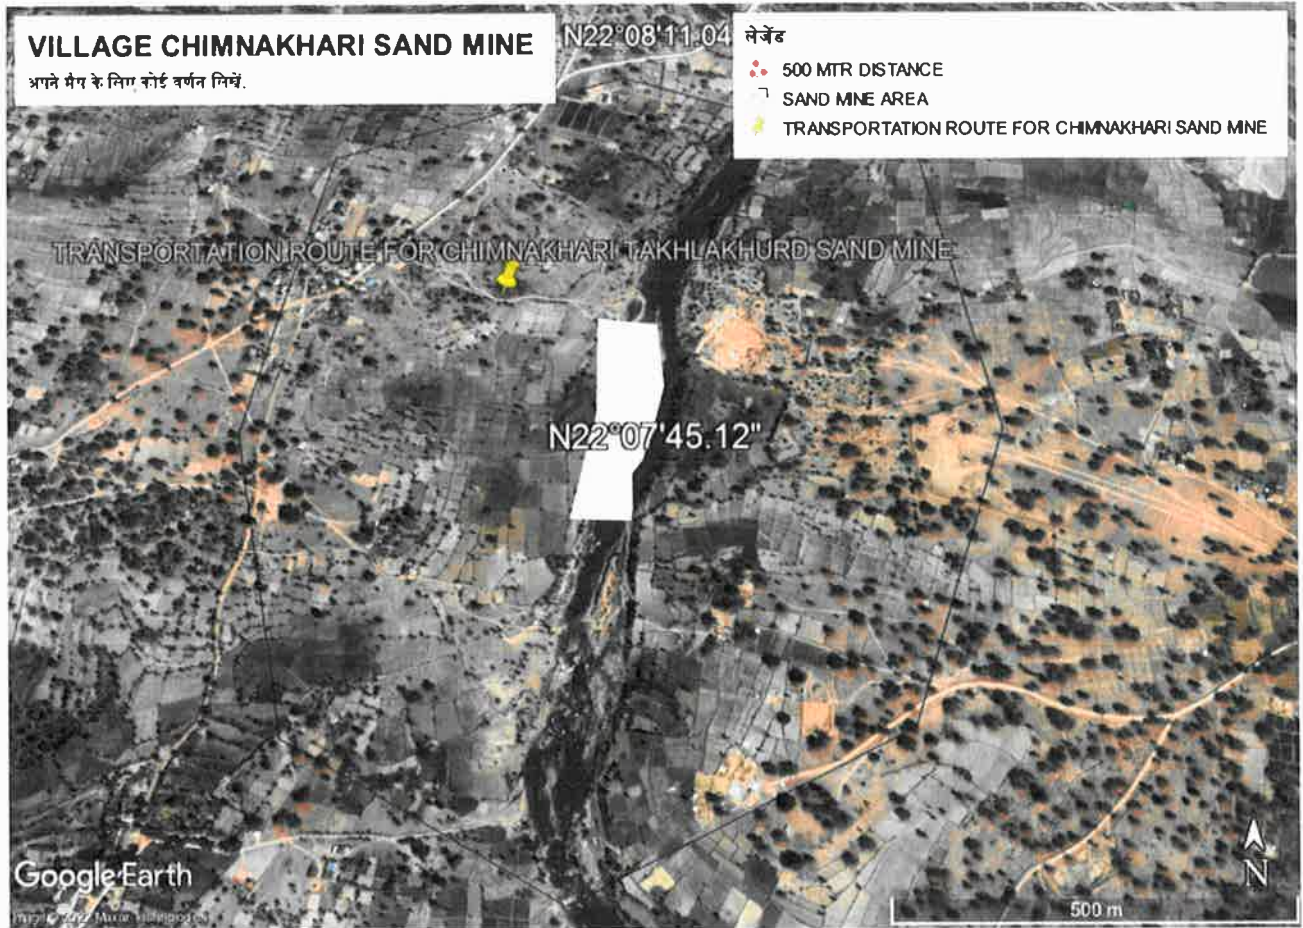 VILLAGE CHIMNAKHARI SAND MINE
अपने मैप के लिए कोई वर्णन लिखें.
N22°08'11.04
लेजेंड
500 MTR DISTANCE
SAND MINE AREA
TRANSPORTATION ROUTE FOR CHIMNAKHARI SAND MINE
TRANSPORTATION ROUTE FOR CHIMNAKHARI TAKHLAKHURD SAND MINE
N22°07'45.12"
Google Earth
N
500 m